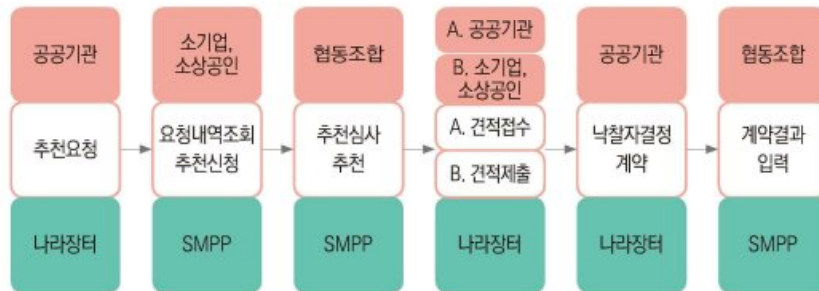 공공기관
추천요청
나라장터
소기업,
소상공인
요청내역조회
추천신청
SMPP
협동조합
추천심사
추천
SMPP
A. 공공기관
B. 소기업,
소상공인
A. 견적접수
B. 견적제출
나라장터
공공기관
낙찰자결정
계약
나라장터
협동조합
계약결과
입력
SMPP